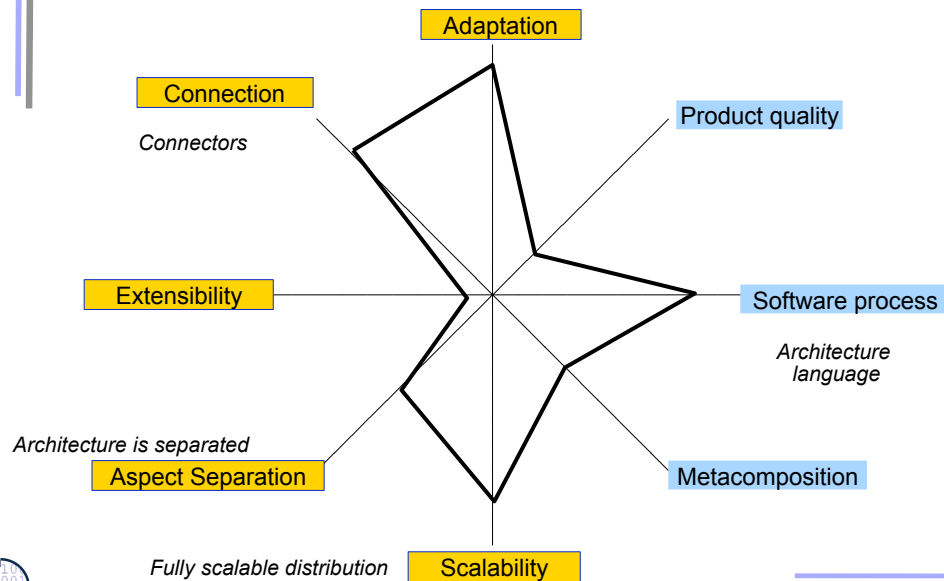 Adaptation
Connection
Product quality
Connectors
Extensibility
Software process
Architecture
language
Architecture is separated
Aspect Separation
Metacomposition
Fully scalable distribution
Scalability